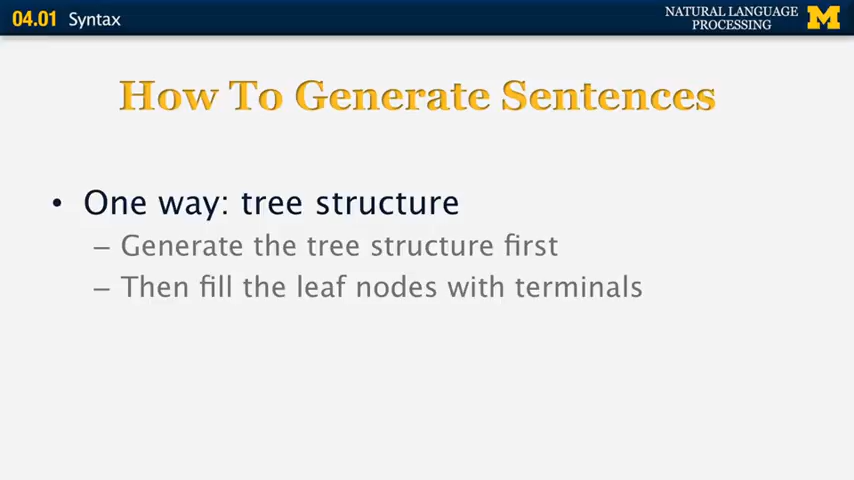 04.01 Syntax
NATURAL LANGUAGE
PROCESSING
M
How To Generate Sentences
• One way: tree structure
– Generate the tree structure first
– Then fill the leaf nodes with terminals